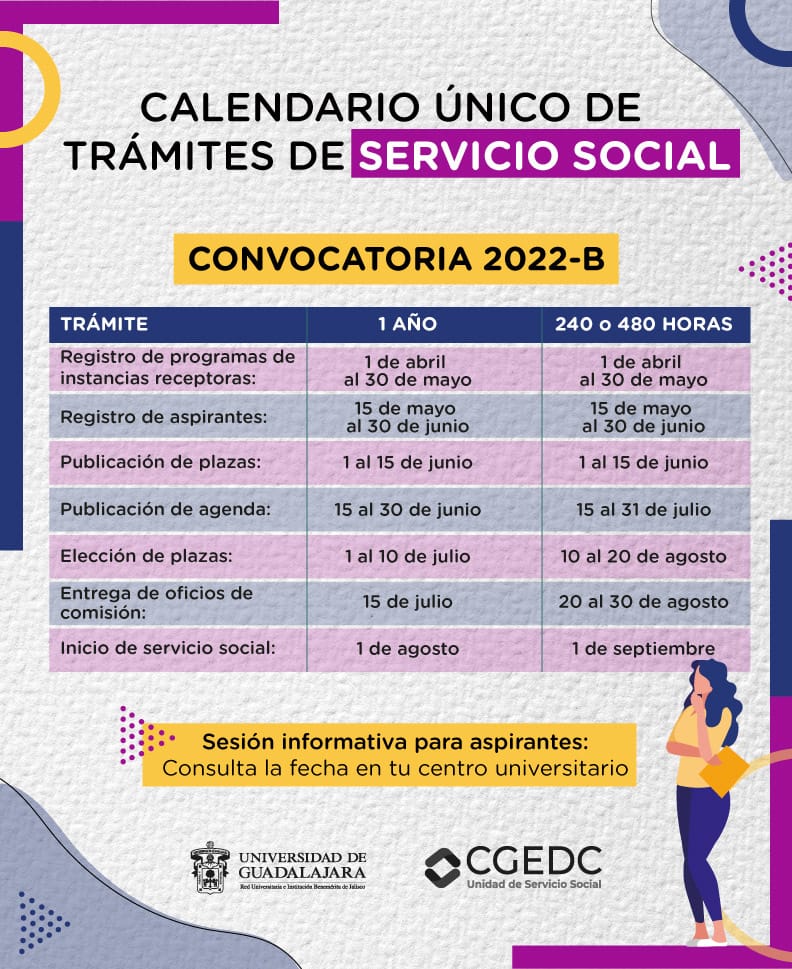 CALENDARIO ÚNICO DE
TRÁMITES DE SERVICIO SOCIAL
CONVOCATORIA 2022-B
TRÁMITE 1 AÑO 240 o 480 HORAS
Registro de programas de
instancias receptoras:
1 de abril
al 30 de mayo
1 de abril
al 30 de mayo
Registro de aspirantes:
15 de mayo
al 30 de junio
15 de mayo
al 30 de junio
Publicación de plazas: 1 al 15 de junio 1 al 15 de junio
Publicación de agenda: 15 al 30 de junio 15 al 31 de julio
Elección de plazas: 1 al 10 de julio 10 al 20 de agosto
Entrega de oficios de
comisión:
15 de julio 20 al 30 de agosto
Inicio de servicio social: 1 de agosto 1 de septiembre
Sesión informativa para aspirantes:
Consulta la fecha en tu centro universitario
UNIVERSIDAD DE
GUADALAJARA
Red Universitaria e Institución Benemérita de Jalisco
CGEDC
Unidad de Servicio Social